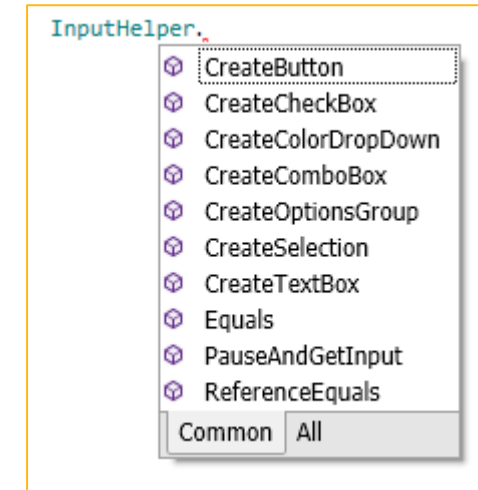 InputHelper.
CreateButton
CreateCheckBox
CreateColorDropDown
CreateComboBox
CreateOptionsGroup
CreateSelection
CreateTextBox
Equals
PauseAndGetInput
ReferenceEquals
Common All